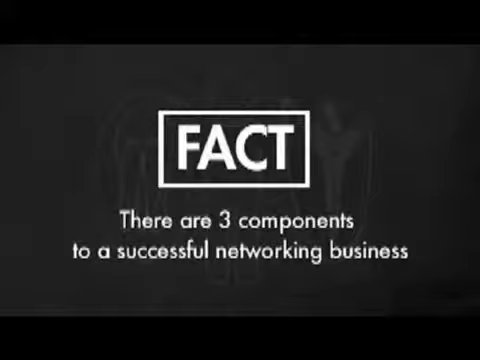 FACT
There are 3 components
to a successful networking business